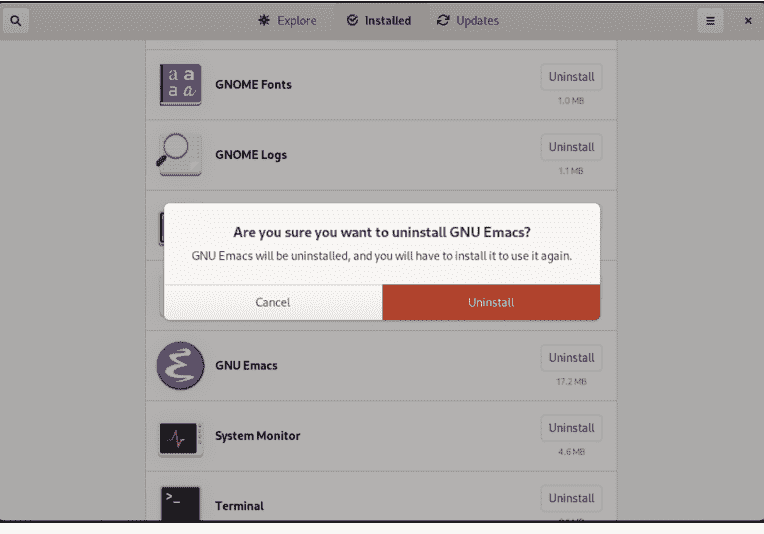 Explore
Installed
Updates
GNOME Fonts
Uninstall
1.0 MB
GNOME Logs
Uninstall
1.1 MB
Are you sure you want to uninstall GNU Emacs?
GNU Emacs will be uninstalled, and you will have to install it to use it again.
Cancel
Uninstall
GNU Emacs
Uninstall
17.2 MB
System Monitor
Uninstall
4.6 MB
Terminal
Uninstall